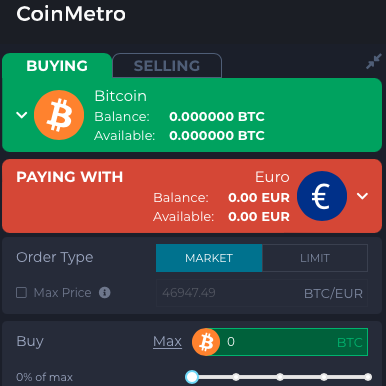 CoinMetro
BUYING SELLING
Bitcoin
Balance: 0.000000 BTC
Available: 0.000000 BTC
PAYING WITH Euro
Balance: 0.00 EUR
Available: 0.00 EUR
€
Order Type MARKET LIMIT
Max Price 46947.49 BTC/EUR
Buy Max 0 BTC
0% of max